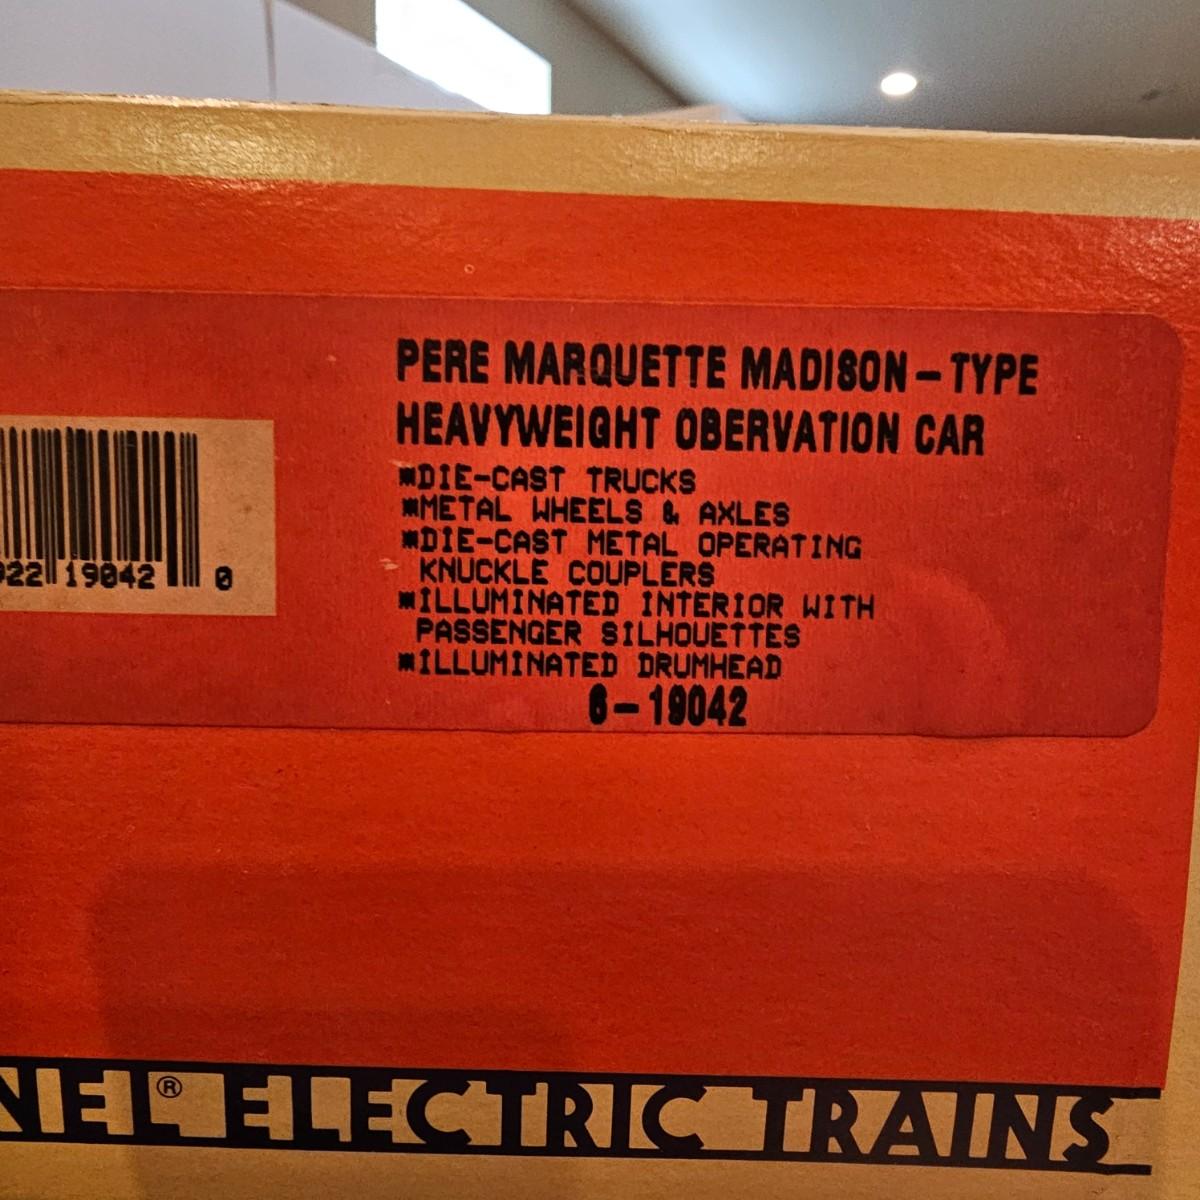 PERE MARQUETTE MADISON-TYPE
HEAVYWEIGHT OBERVATION CAR
*DIE-CAST TRUCKS
*METAL WHEELS & AXLES
*DIE-CAST METAL OPERATING
KNUCKLE COUPLERS
*ILLUMINATED INTERIOR WITH
PASSENGER SILHOUETTES
*ILLUMINATED DRUMHEAD
6-19042
922 19042 0
NEL® ELECTRIC TRAINS